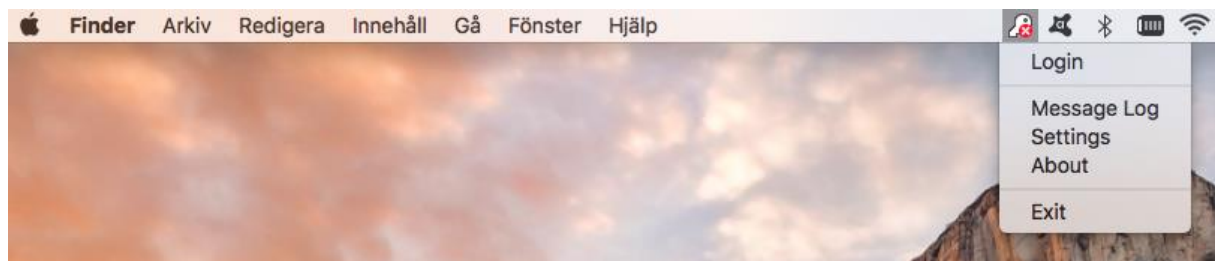 Finder Arkiv Redigera Innehåll Gå Fönster Hjälp
Login
Message Log
Settings
About
Exit